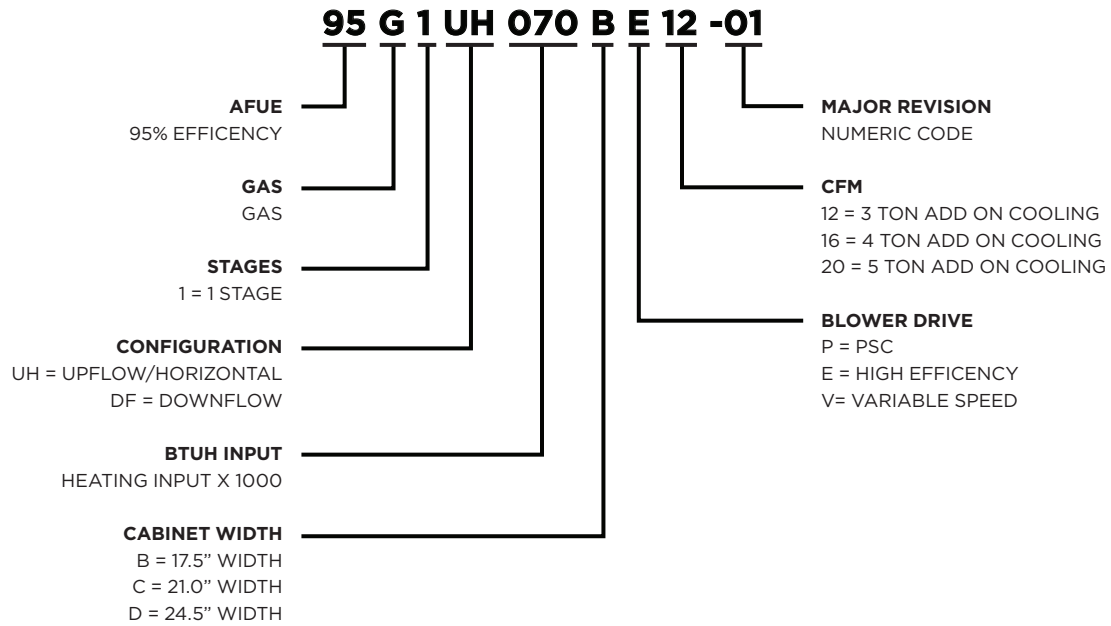 95 G 1 UH 070 B E 12 -01
AFUE
95% EFFICENCY
GAS
GAS
STAGES
1 = 1 STAGE
CONFIGURATION
UH = UPFLOW/HORIZONTAL
DF = DOWNFLOW
BTUH INPUT
HEATING INPUT X 1000
CABINET WIDTH
B = 17.5” WIDTH
C = 21.0” WIDTH
D = 24.5” WIDTH
MAJOR REVISION
NUMERIC CODE
CFM
12 = 3 TON ADD ON COOLING
16 = 4 TON ADD ON COOLING
20 = 5 TON ADD ON COOLING
BLOWER DRIVE
P = PSC
E = HIGH EFFICENCY
V= VARIABLE SPEED